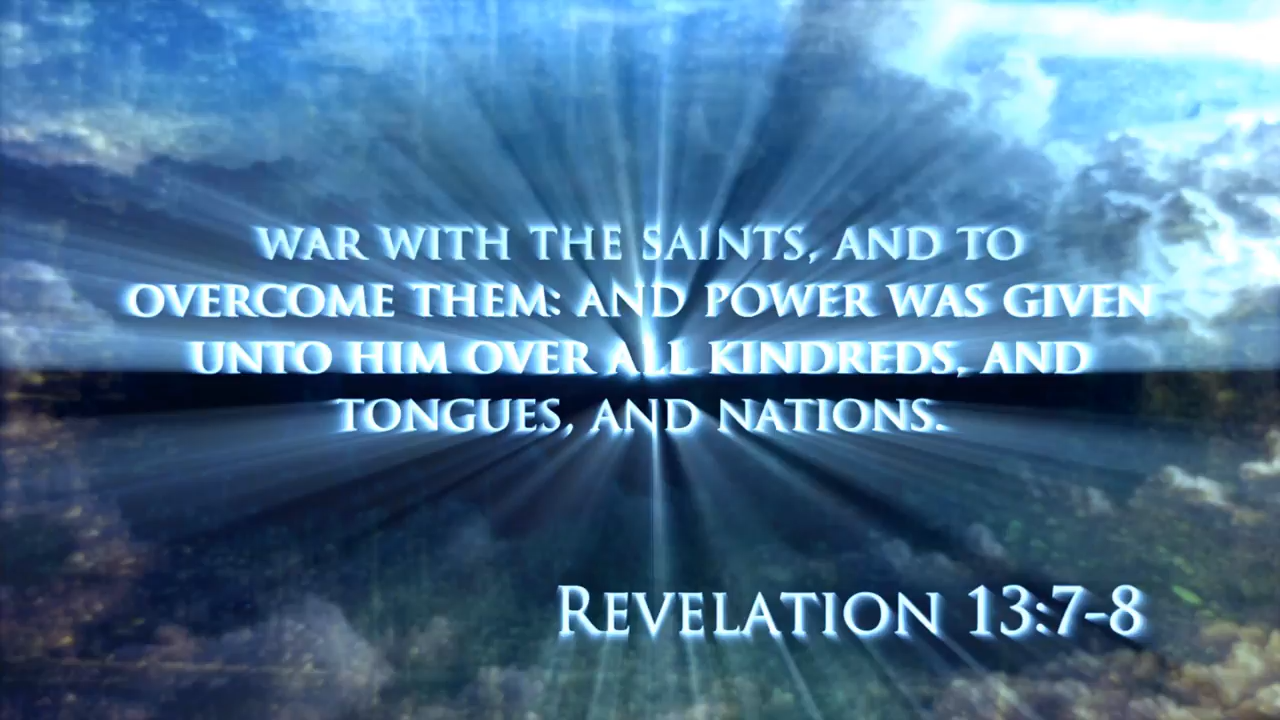 WAR WITH THE SAINTS, AND TO
OVERCOME THEM: AND POWER WAS GIVEN
UNTO HIM OVER ALL KINDREDS, AND
TONGUES, AND NATIONS.
REVELATION 13:7-8